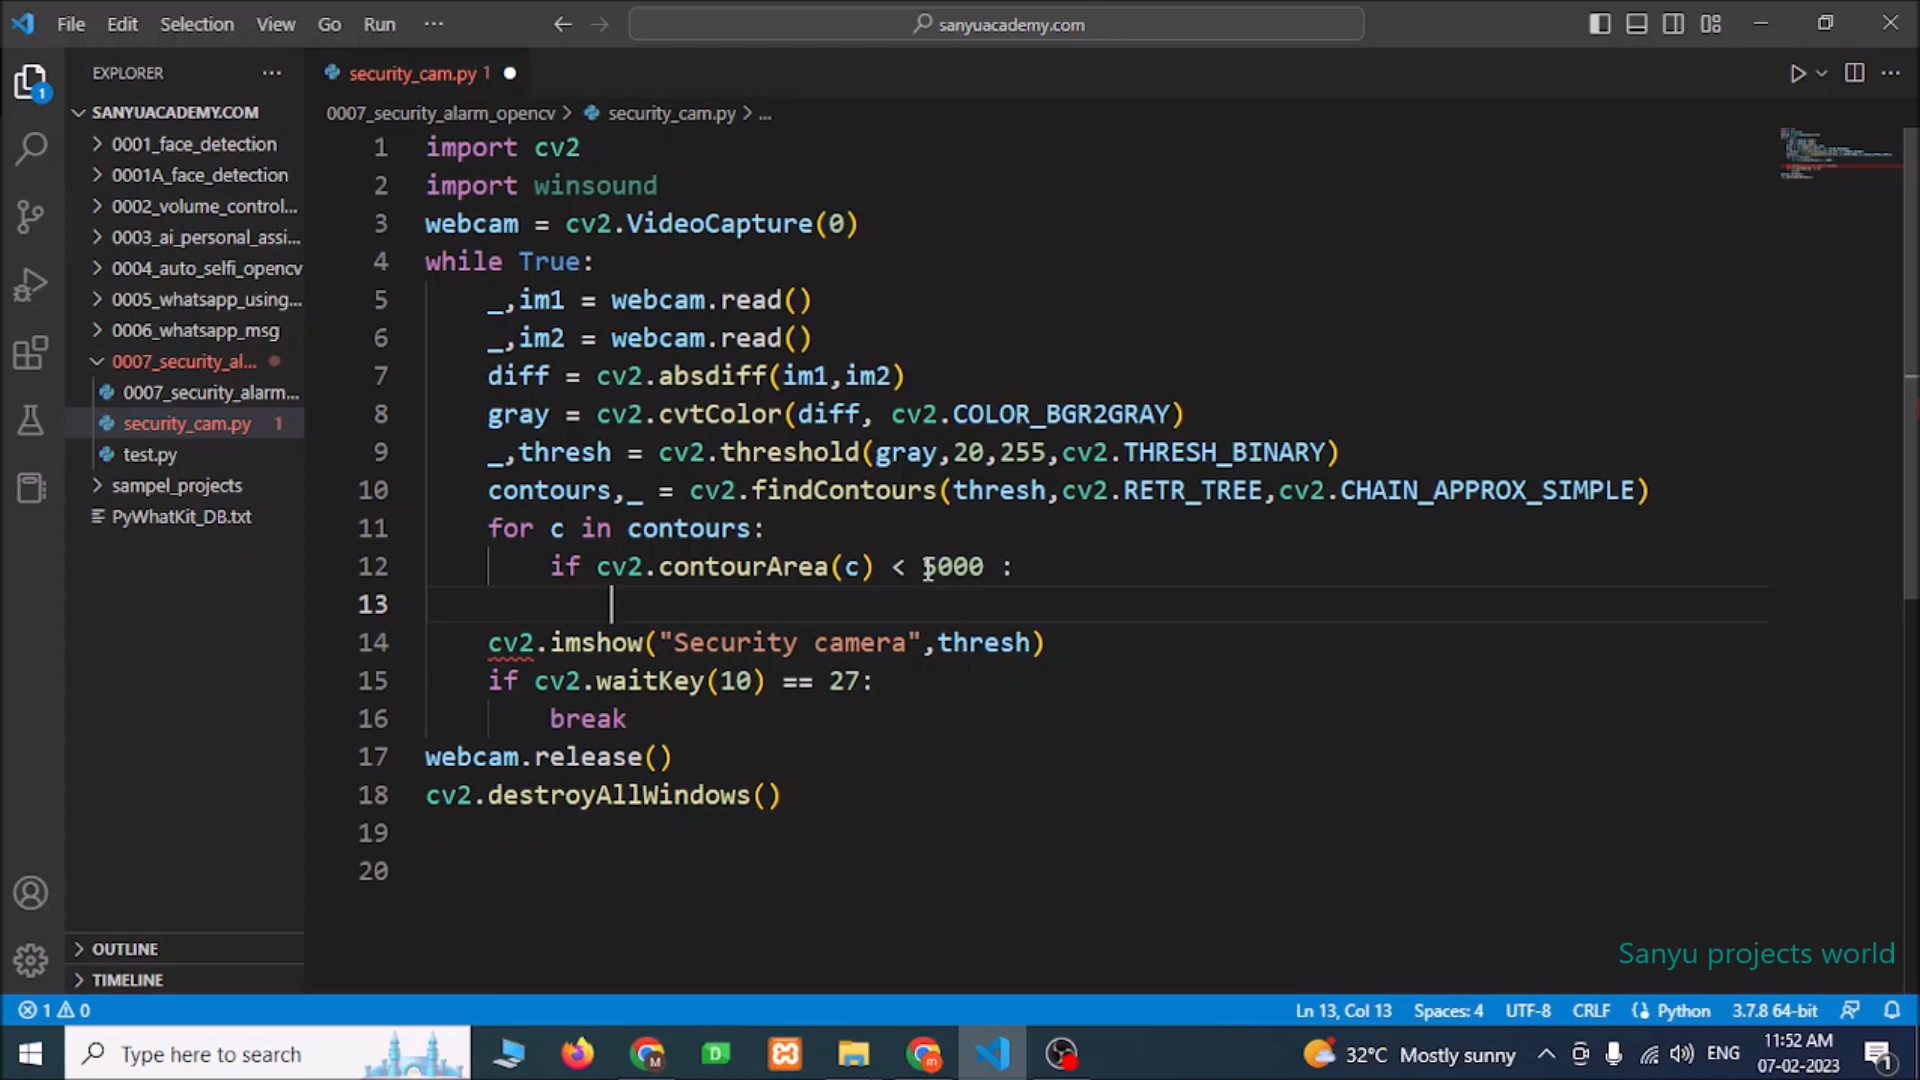 File Edit Selection View Go Run ··· sanyuacademy.com
EXPLORER ···
SANYUACADEMY.COM
0001_face_detection
0001A_face_detection
0002_volume_control...
0003_ai_personal_assi...
0004_auto_selfi_opencv
0005_whatsapp_using...
0006_whatsapp_msg
0007_security_al...
0007_security_alarm...
security_cam.py 1
test.py
sampel_projects
PyWhatKit_DB.txt
OUTLINE
TIMELINE
1
security_cam.py 1
0007_security_alarm_opencv > security_cam.py > ...
1 import cv2
2 import winsound
3 webcam = cv2.VideoCapture(0)
4 while True:
5 _,im1 = webcam.read()
6 _,im2 = webcam.read()
7 diff = cv2.absdiff(im1,im2)
8 gray = cv2.cvtColor(diff, cv2.COLOR_BGR2GRAY)
9 _,thresh = cv2.threshold(gray,20,255,cv2.THRESH_BINARY)
10 contours,_ = cv2.findContours(thresh,cv2.RETR_TREE,cv2.CHAIN_APPROX_SIMPLE)
11 for c in contours:
12 if cv2.contourArea(c) < 5000 :
13
14 cv2.imshow("Security camera",thresh)
15 if cv2.waitKey(10) == 27:
16 break
17 webcam.release()
18 cv2.destroyAllWindows()
19
20
Sanyu projects world
1 0 Ln 13, Col 13 Spaces: 4 UTF-8 CRLF Python 3.7.8 64-bit
Type here to search 32°C Mostly sunny ENG 11:52 AM
07-02-2023 1